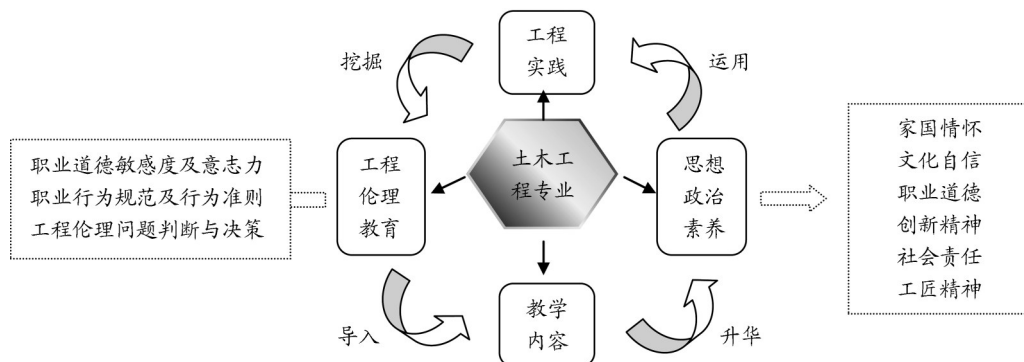 工程
实践
挖掘
运用
职业道德敏感度及意志力
职业行为规范及行为准则
工程伦理问题判断与决策
工程
伦理
教育
土木工
程专业
思想
政治
素养
家国情怀
文化自信
职业道德
创新精神
社会责任
工匠精神
导入
教学
内容
升华